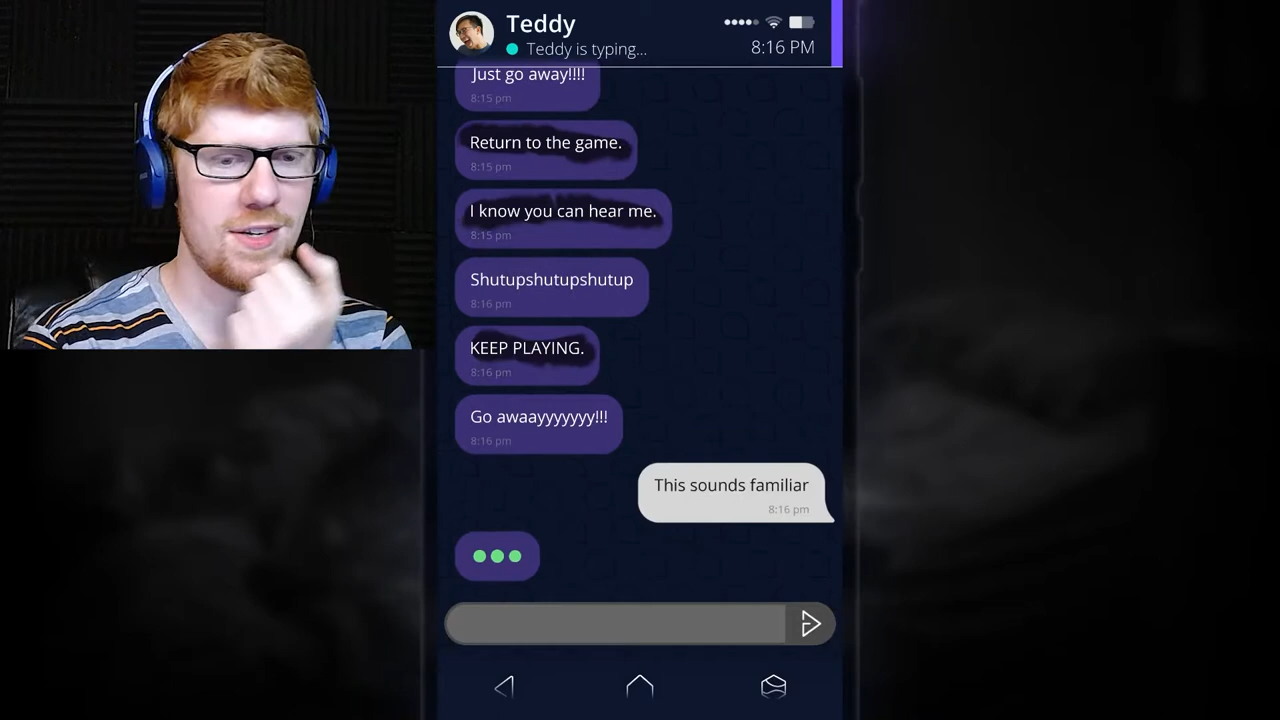 Teddy
Teddy is typing...
8:16 PM
Just go away!!!!
8:15 pm
Return to the game.
8:15 pm
I know you can hear me.
8:15 pm
Shutupshutupshutup
8:16 pm
KEEP PLAYING.
8:16 pm
Go awaayyyyyyy!!!
8:16 pm
This sounds familiar
8:16 pm